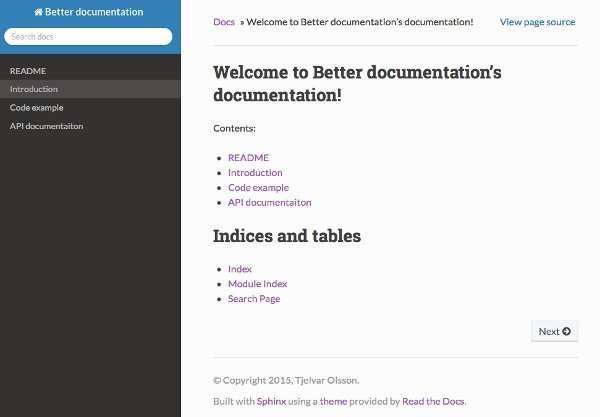 Better documentation
Search docs
README
Introduction
Code example
API documentaiton
Docs » Welcome to Better documentation's documentation!
View page source
Welcome to Better documentation's
documentation!
Contents:
README
Introduction
Code example
API documentaiton
Indices and tables
Index
Module Index
Search Page
Next
© Copyright 2015, Tjelvar Olsson.
Built with Sphinx using a theme provided by Read the Docs.